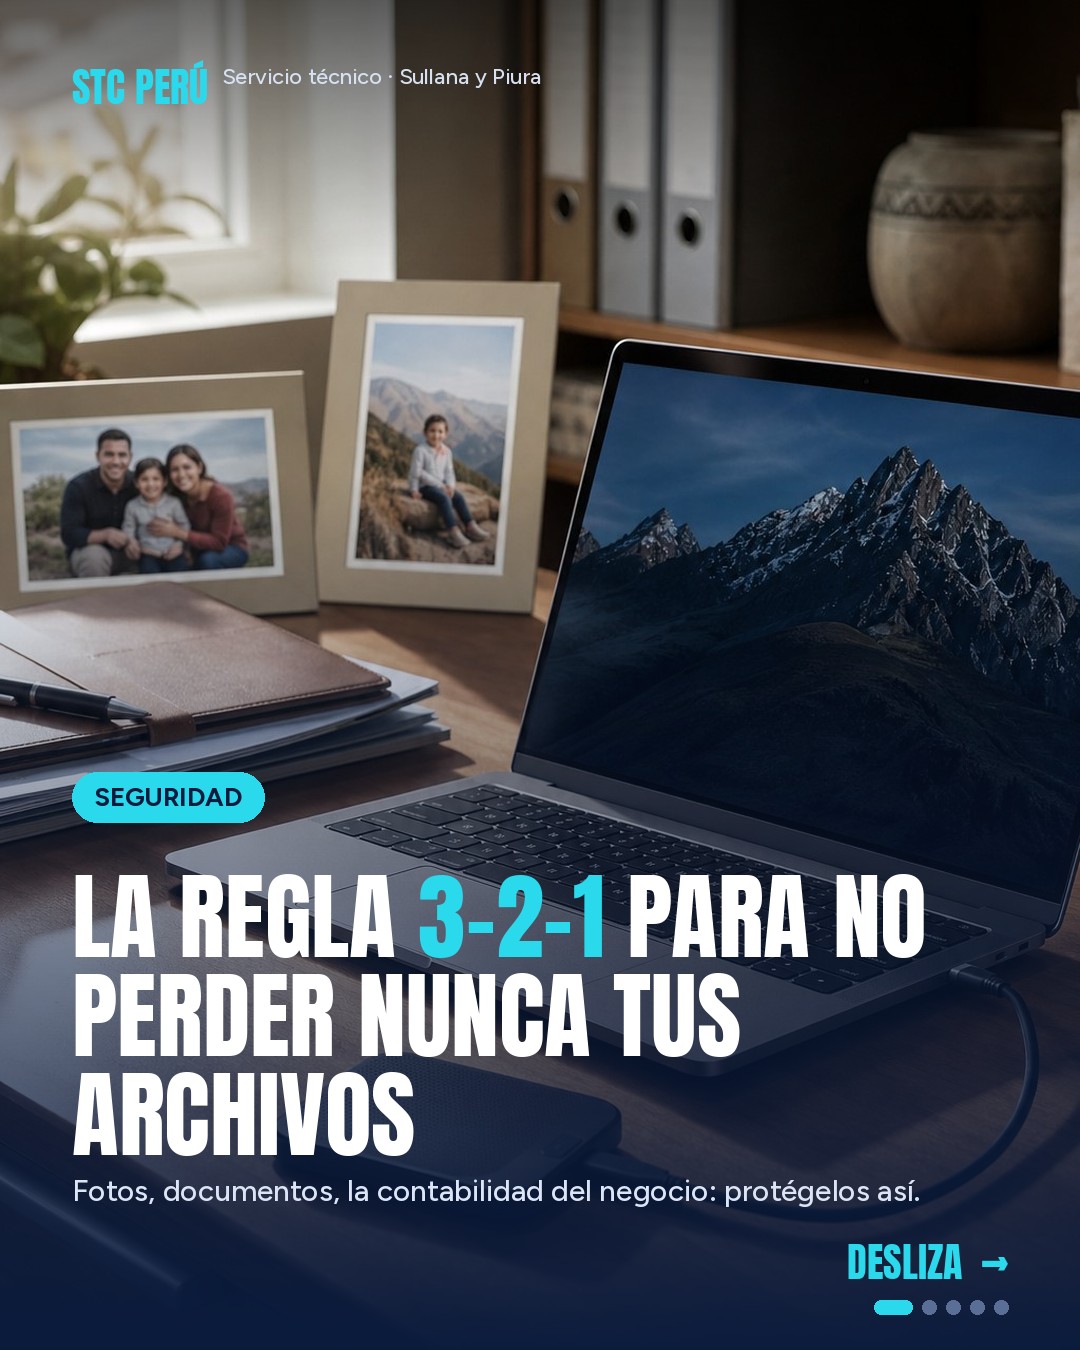 STC PERÚ Servicio técnico · Sullana y Piura
SEGURIDAD
LA REGLA 3-2-1 PARA NO
PERDER NUNCA TUS
ARCHIVOS
Fotos, documentos, la contabilidad del negocio: protégelos así.
DESLIZA →